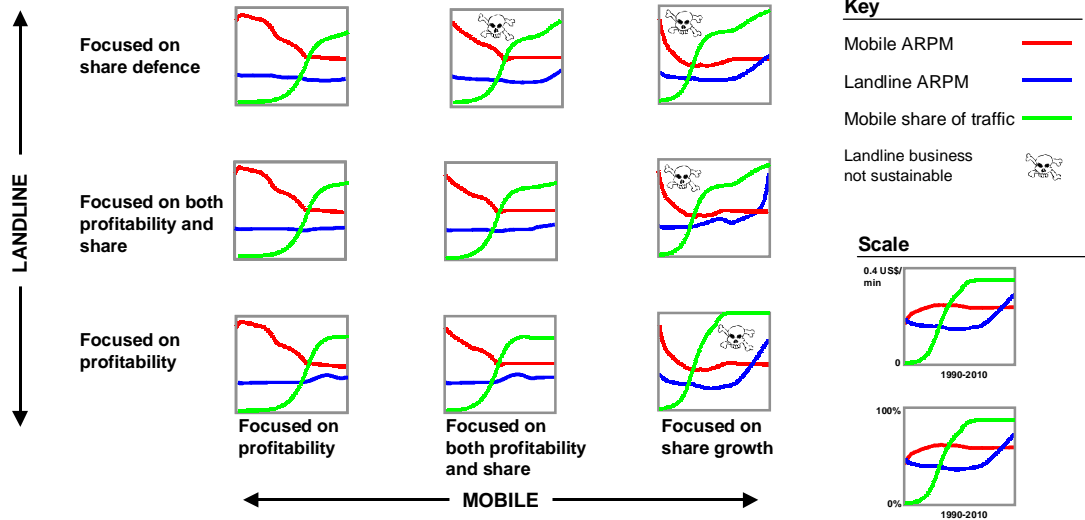 LANDLINE
Focused on
share defence
Focused on both
profitability and
share
Focused on
profitability
Focused on
profitability
Focused on
both profitability
and share
Focused on
share growth
MOBILE
Key
Mobile ARPM
Landline ARPM
Mobile share of traffic
Landline business
not sustainable
Scale
0.4 US$/
min
0
1990-2010
100%
0%
1990-2010